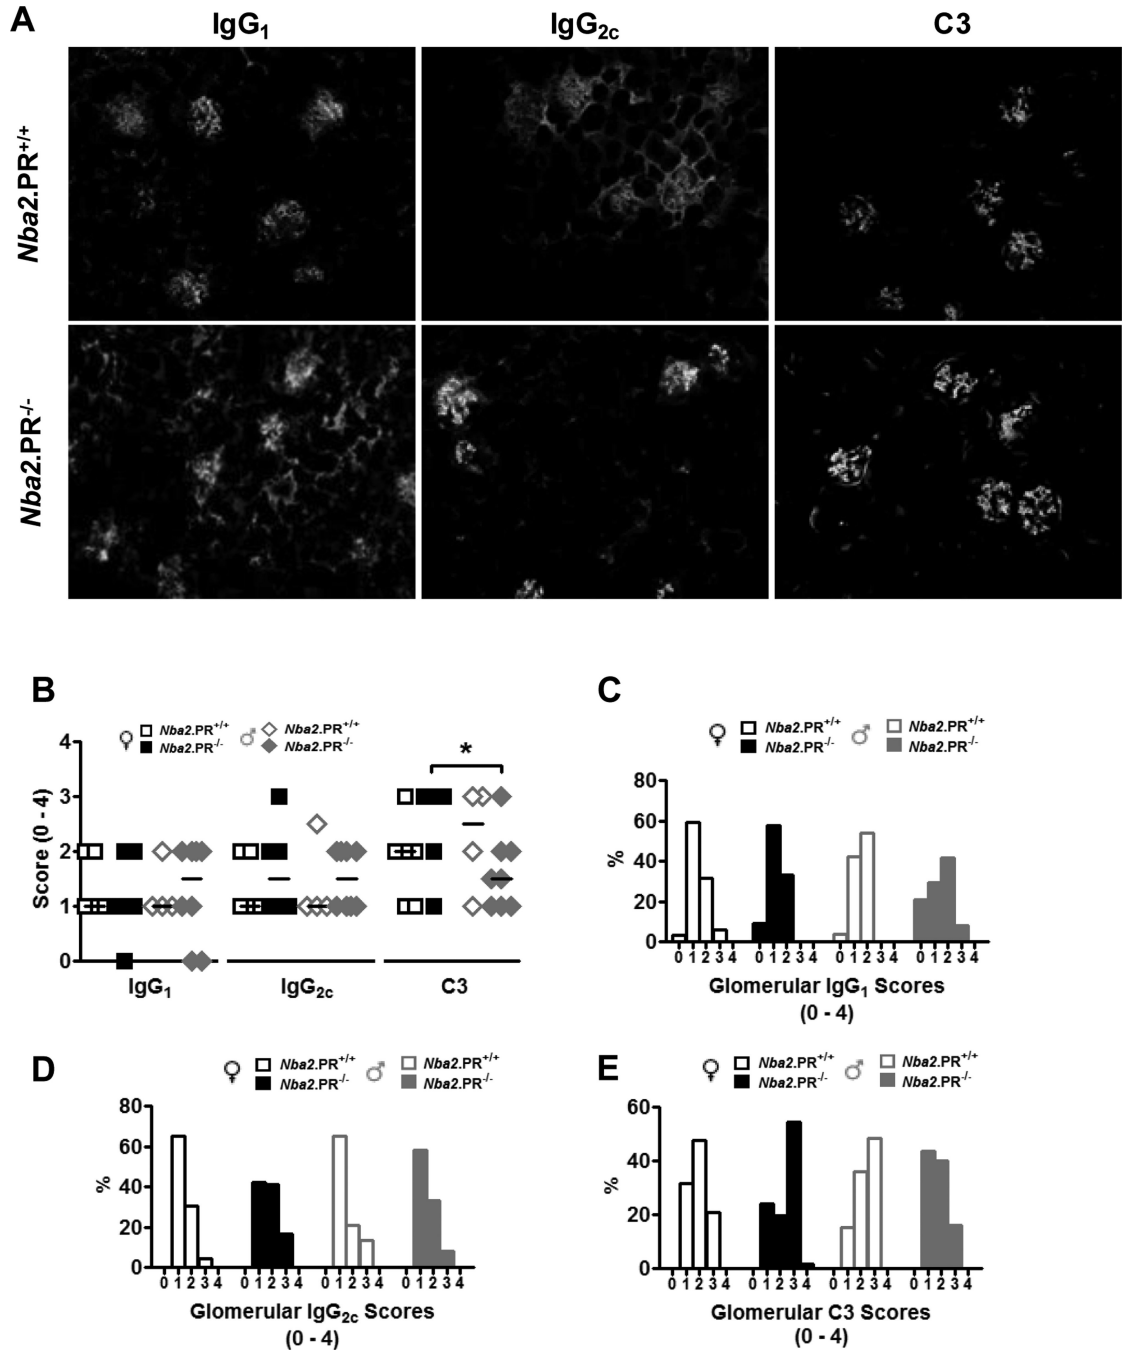 A
IgG1 IgG2c C3
Nba2.PR+/+
Nba2.PR-/-
B
♀ Nba2.PR+/+ ♂ Nba2.PR+/+
Nba2.PR-/- Nba2.PR-/-
Score (0 - 4)
4
3
2
1
0
*
IgG1 IgG2c C3
C
♀ Nba2.PR+/+ ♂ Nba2.PR+/+
Nba2.PR-/- Nba2.PR-/-
%
80
60
40
20
0
0 1 2 3 4 0 1 2 3 4 0 1 2 3 4 0 1 2 3 4
Glomerular IgG1 Scores
(0 - 4)
D
♀ Nba2.PR+/+ ♂ Nba2.PR+/+
Nba2.PR-/- Nba2.PR-/-
%
80
60
40
20
0
0 1 2 3 4 0 1 2 3 4 0 1 2 3 4 0 1 2 3 4
Glomerular IgG2c Scores
(0 - 4)
E
♀ Nba2.PR+/+ ♂ Nba2.PR+/+
Nba2.PR-/- Nba2.PR-/-
%
60
40
20
0
0 1 2 3 4 0 1 2 3 4 0 1 2 3 4 0 1 2 3 4
Glomerular C3 Scores
(0 - 4)